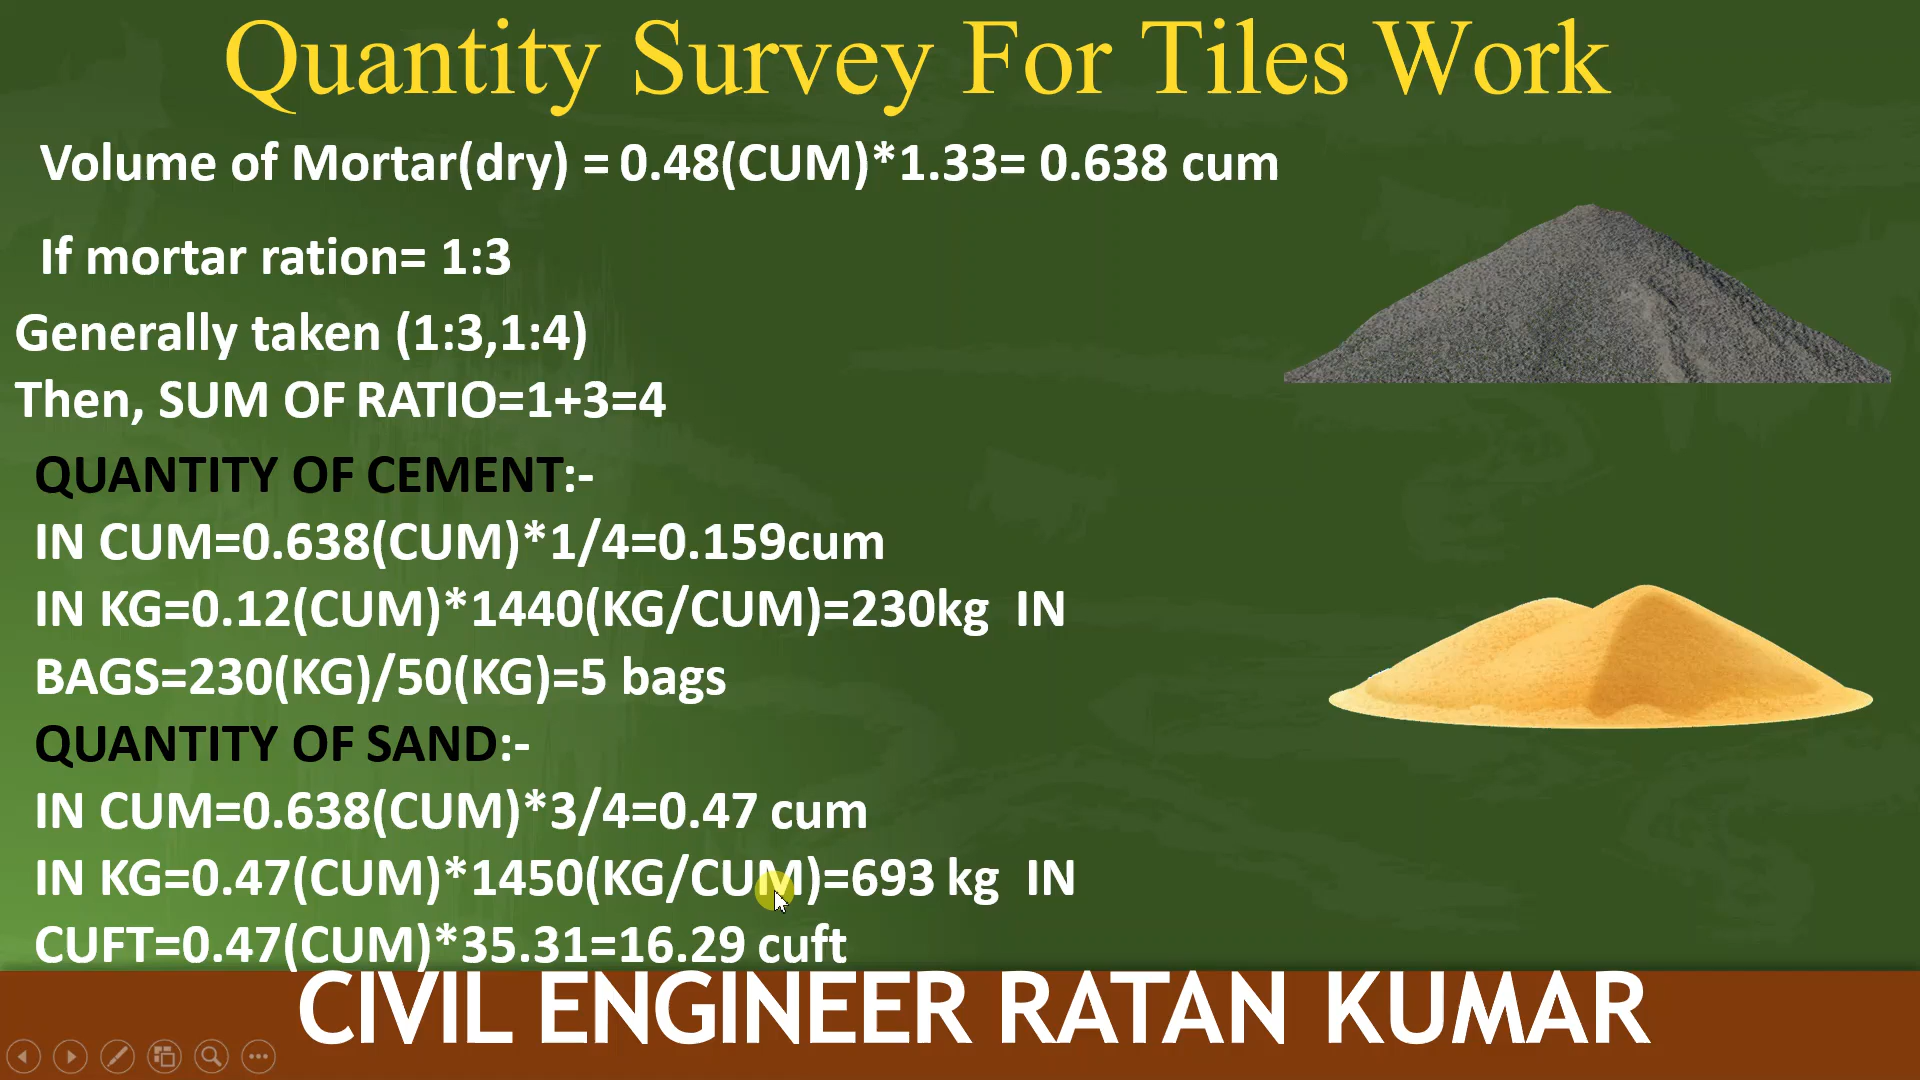 Quantity Survey For Tiles Work
Volume of Mortar(dry) = 0.48(CUM)*1.33= 0.638 cum
If mortar ration= 1:3
Generally taken (1:3,1:4)
Then, SUM OF RATIO=1+3=4
QUANTITY OF CEMENT:-
IN CUM=0.638(CUM)*1/4=0.159cum
IN KG=0.12(CUM)*1440(KG/CUM)=230kg IN
BAGS=230(KG)/50(KG)=5 bags
QUANTITY OF SAND:-
IN CUM=0.638(CUM)*3/4=0.47 cum
IN KG=0.47(CUM)*1450(KG/CUM)=693 kg IN
CUFT=0.47(CUM)*35.31=16.29 cuft
CIVIL ENGINEER RATAN KUMAR